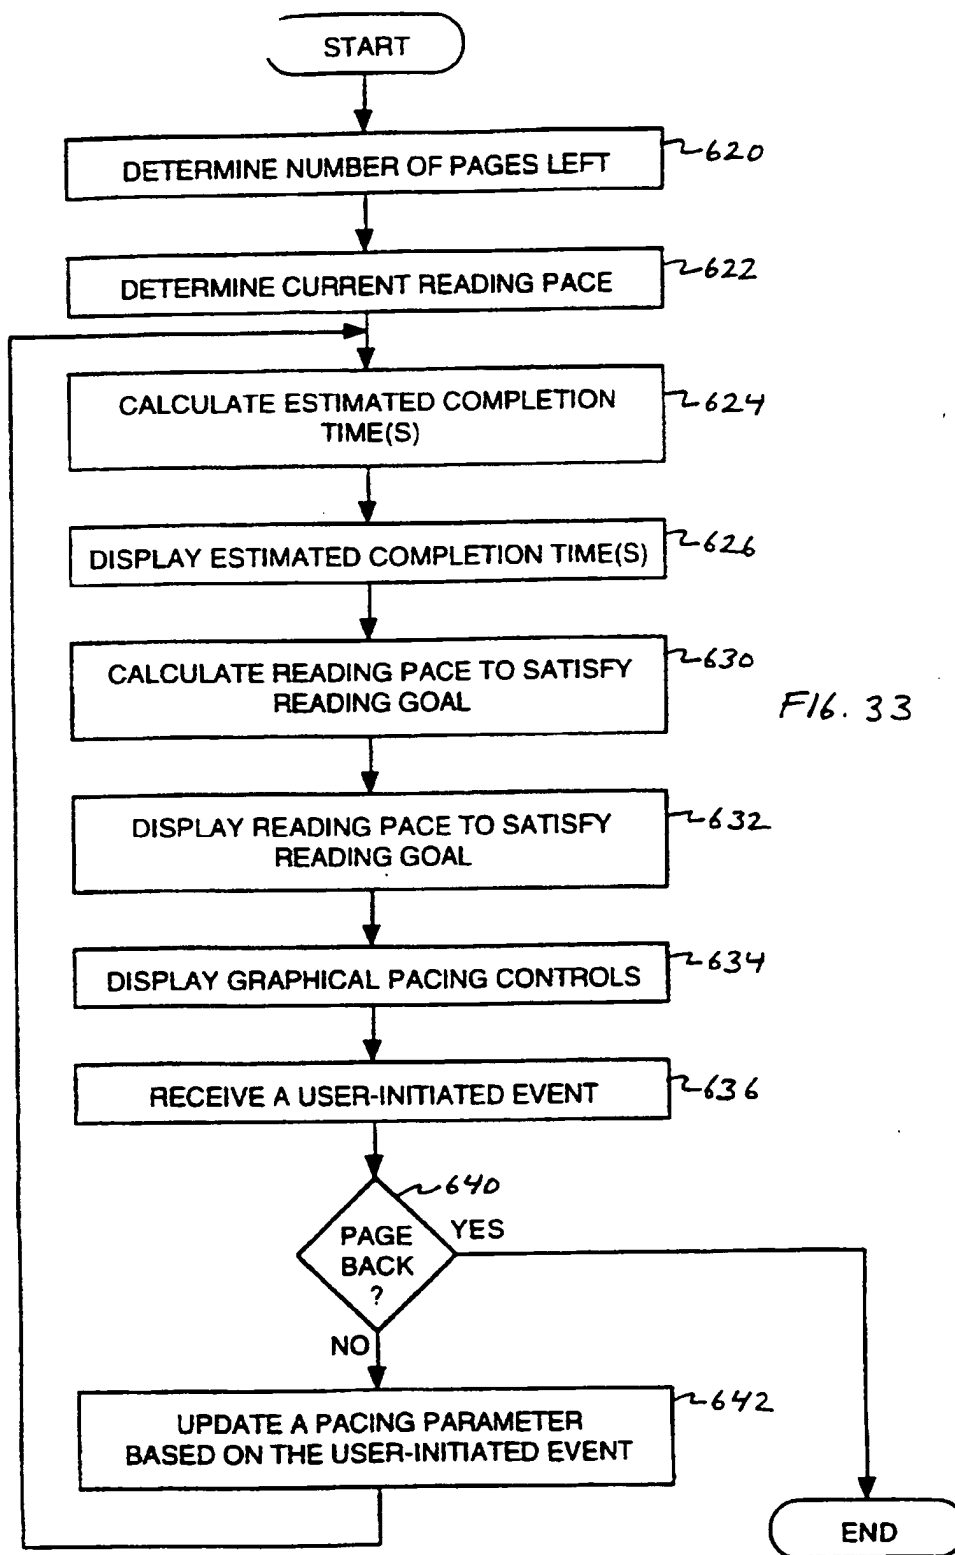 START
DETERMINE NUMBER OF PAGES LEFT
620
DETERMINE CURRENT READING PACE
622
CALCULATE ESTIMATED COMPLETION
TIME(S)
624
DISPLAY ESTIMATED COMPLETION TIME(S)
626
CALCULATE READING PACE TO SATISFY
READING GOAL
630
FIG. 33
DISPLAY READING PACE TO SATISFY
READING GOAL
632
DISPLAY GRAPHICAL PACING CONTROLS
634
RECEIVE A USER-INITIATED EVENT
636
640
PAGE
BACK
?
YES
NO
UPDATE A PACING PARAMETER
BASED ON THE USER-INITIATED EVENT
642
END